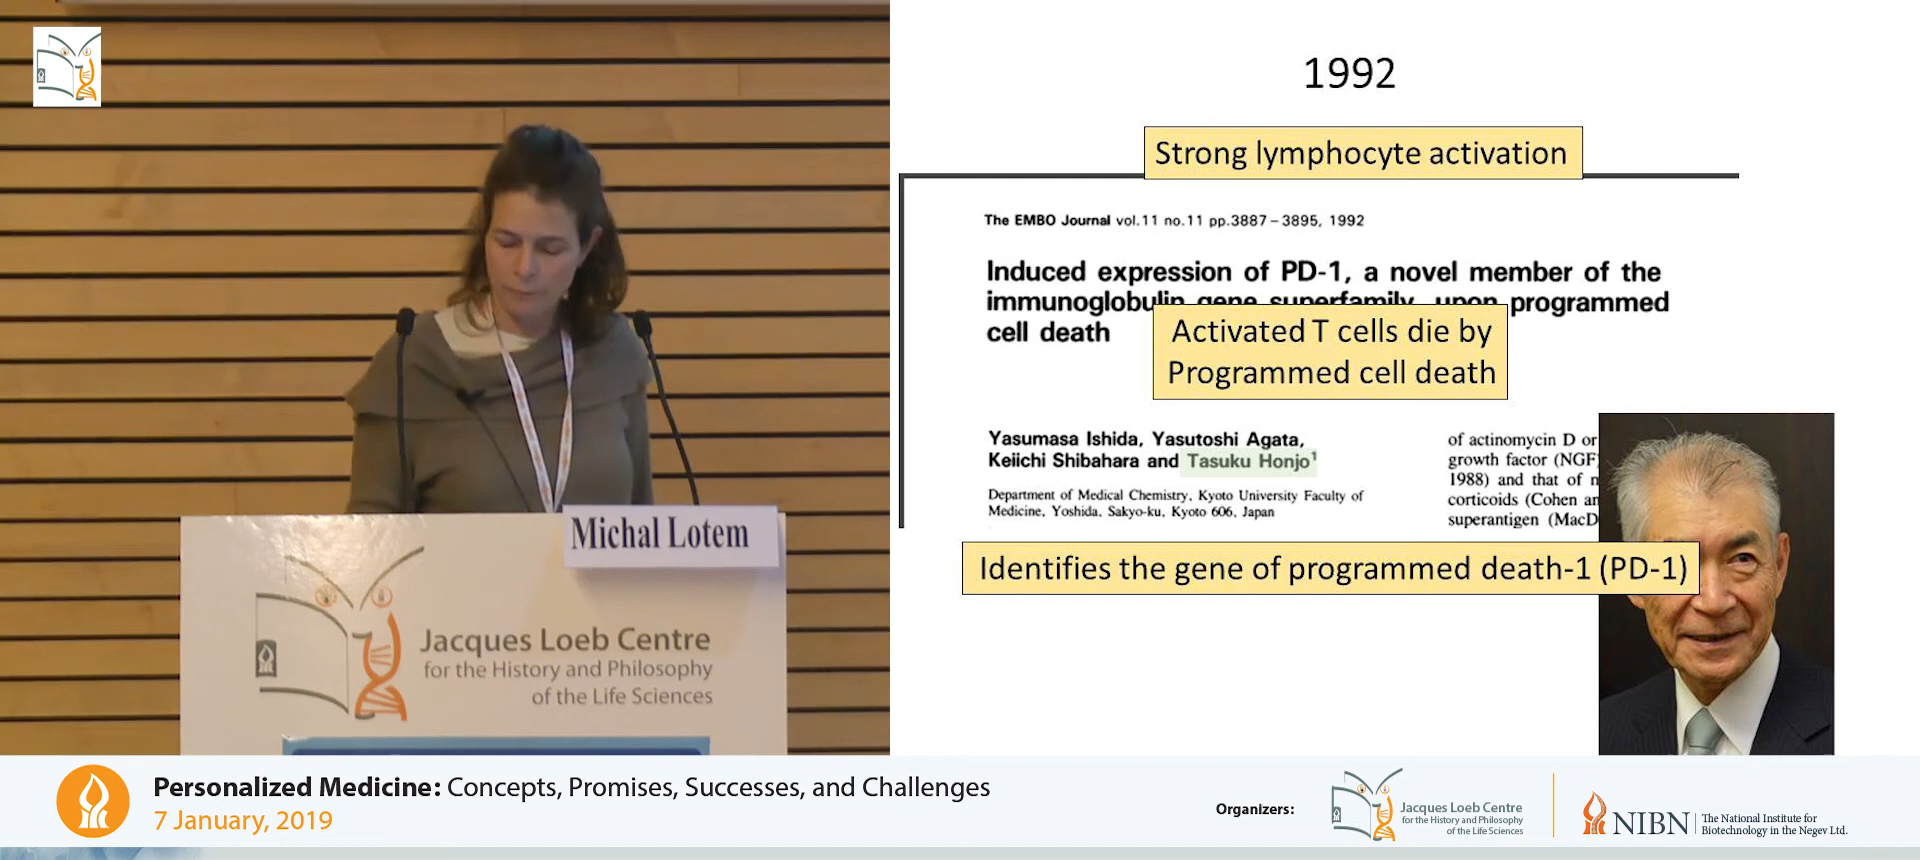 1992
Strong lymphocyte activation
The EMBO Journal vol.11 no.11 pp.3887–3895, 1992
Induced expression of PD-1, a novel member of the
immunoglobulin gene superfamily, upon programmed
cell death
Activated T cells die by
Programmed cell death
Yasumasa Ishida, Yasutoshi Agata,
Keiichi Shibahara and Tasuku Honjo¹
Department of Medical Chemistry, Kyoto University Faculty of
Medicine, Yoshida, Sakyo-ku, Kyoto 606, Japan
of actinomycin D or
growth factor (NGF
1988) and that of
corticoids (Cohen
superantigen (MacD
Identifies the gene of programmed death-1 (PD-1)
Michal Lotem
Jacques Loeb Centre
for the History and Philosophy
of the Life Sciences
Personalized Medicine: Concepts, Promises, Successes, and Challenges
7 January, 2019
Organizers:
Jacques Loeb Centre
for the History and Philosophy
of the Life Sciences
NIBN
The National Institute for
Biotechnology in the Negev Ltd.